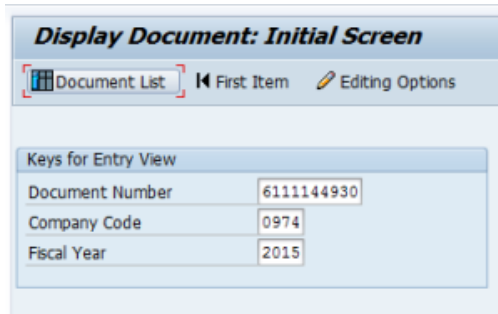 Display Document: Initial Screen
Document List First Item Editing Options
Keys for Entry View
Document Number 6111144930
Company Code 0974
Fiscal Year 2015